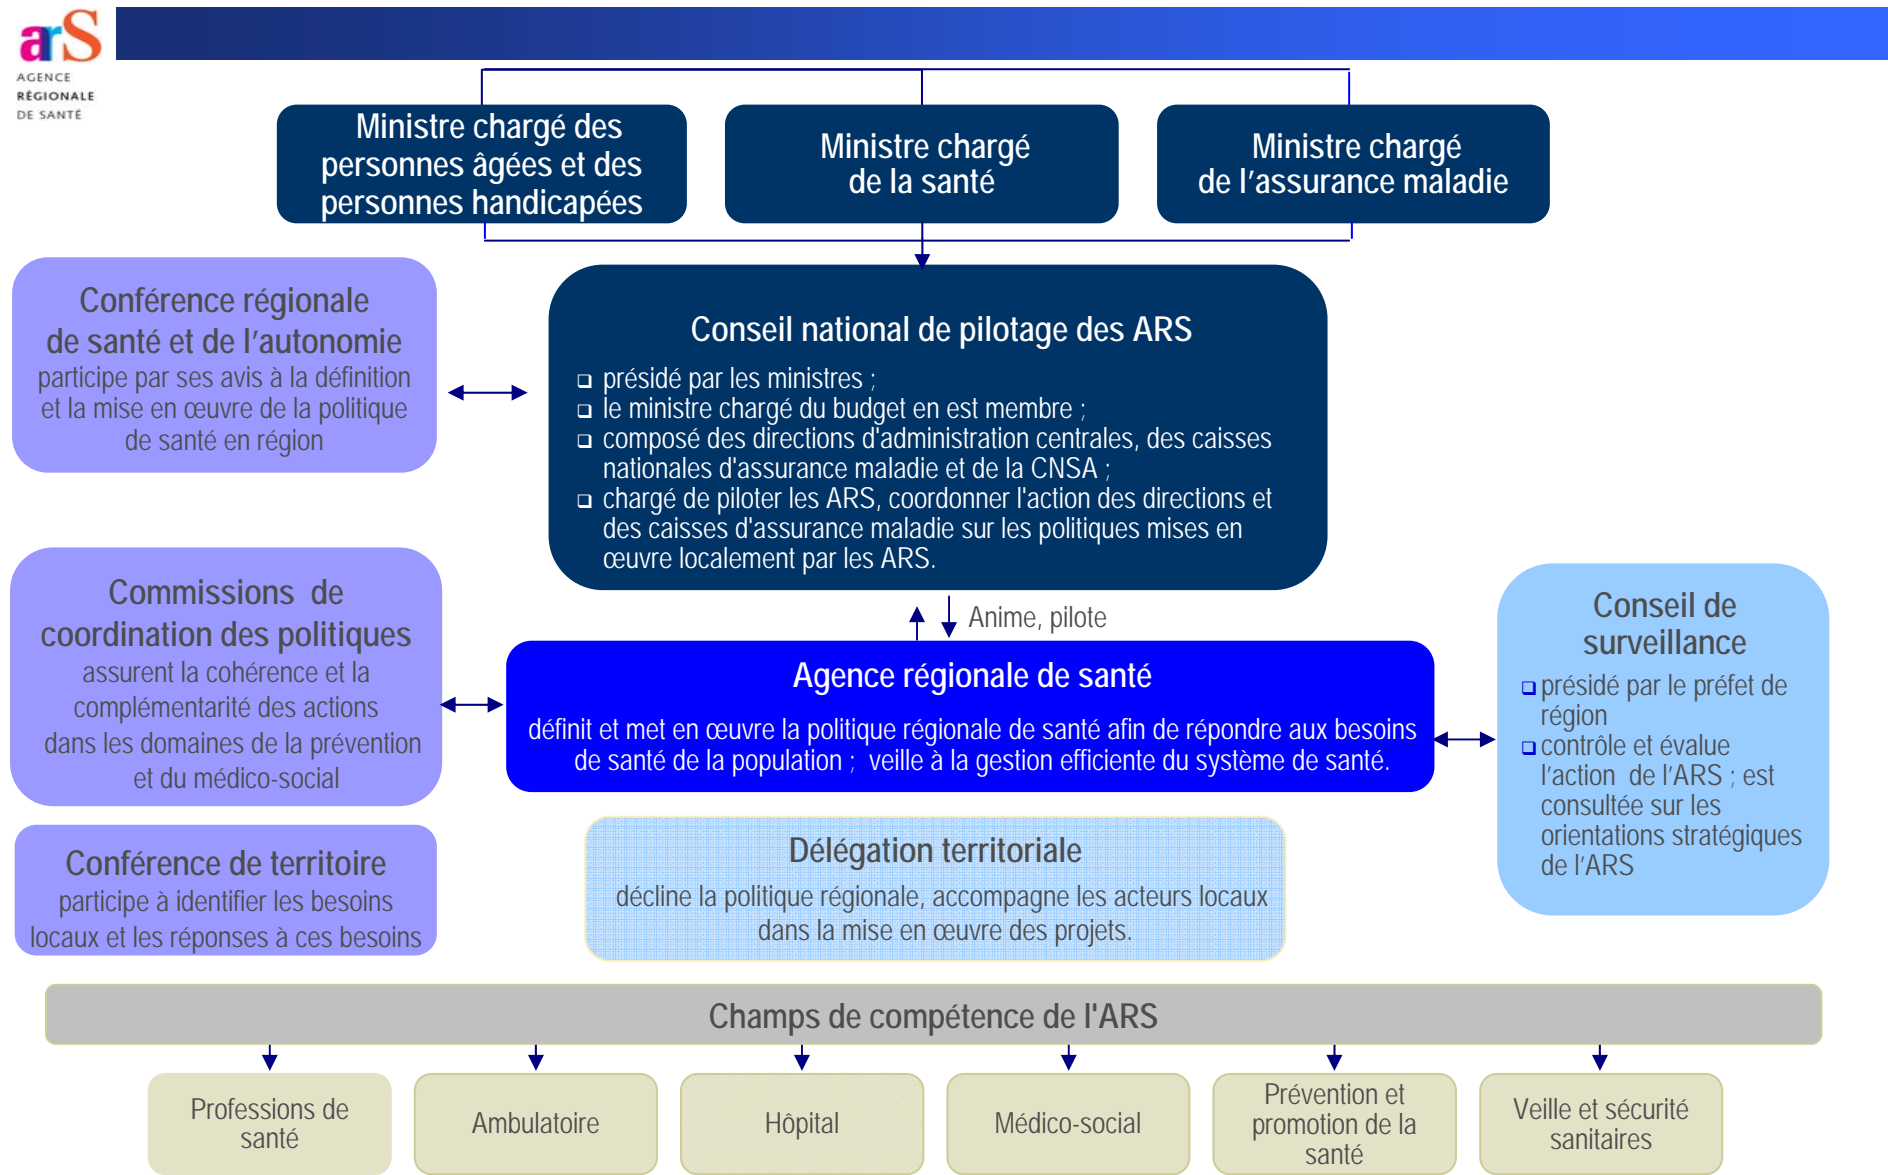 arS
AGENCE
RÉGIONALE
DE SANTÉ
Ministre chargé des
personnes âgées et des
personnes handicapées
Ministre chargé
de la santé
Ministre chargé
de l’assurance maladie
Conférence régionale
de santé et de l’autonomie
participe par ses avis à la définition
et la mise en œuvre de la politique
de santé en région
Conseil national de pilotage des ARS
❑ présidé par les ministres ;
❑ le ministre chargé du budget en est membre ;
❑ composé des directions d'administration centrales, des caisses
nationales d'assurance maladie et de la CNSA ;
❑ chargé de piloter les ARS, coordonner l'action des directions et
des caisses d'assurance maladie sur les politiques mises en
œuvre localement par les ARS.
Anime, pilote
Commissions de
coordination des politiques
assurent la cohérence et la
complémentarité des actions
dans les domaines de la prévention
et du médico-social
Agence régionale de santé
définit et met en œuvre la politique régionale de santé afin de répondre aux besoins
de santé de la population ; veille à la gestion efficiente du système de santé.
Conseil de
surveillance
❑ présidé par le préfet de
région
❑ contrôle et évalue
l’action de l’ARS ; est
consultée sur les
orientations stratégiques
de l’ARS
Conférence de territoire
participe à identifier les besoins
locaux et les réponses à ces besoins
Délégation territoriale
décline la politique régionale, accompagne les acteurs locaux
dans la mise en œuvre des projets.
Champs de compétence de l'ARS
Professions de
santé
Ambulatoire
Hôpital
Médico-social
Prévention et
promotion de la
santé
Veille et sécurité
sanitaires